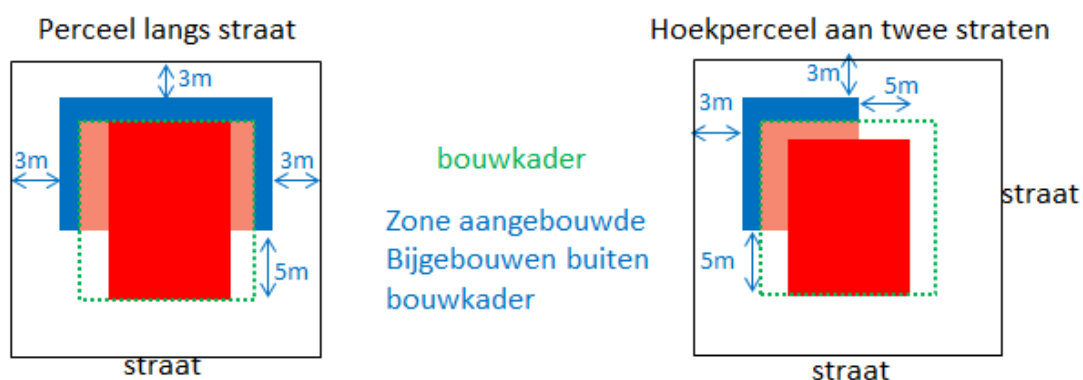 Perceel langs straat
3m
3m
3m
5m
straat
bouwkader
Zone aangebouwde
Bijgebouwen buiten
bouwkader
Hoekperceel aan twee straten
3m
5m
3m
5m
straat
straat